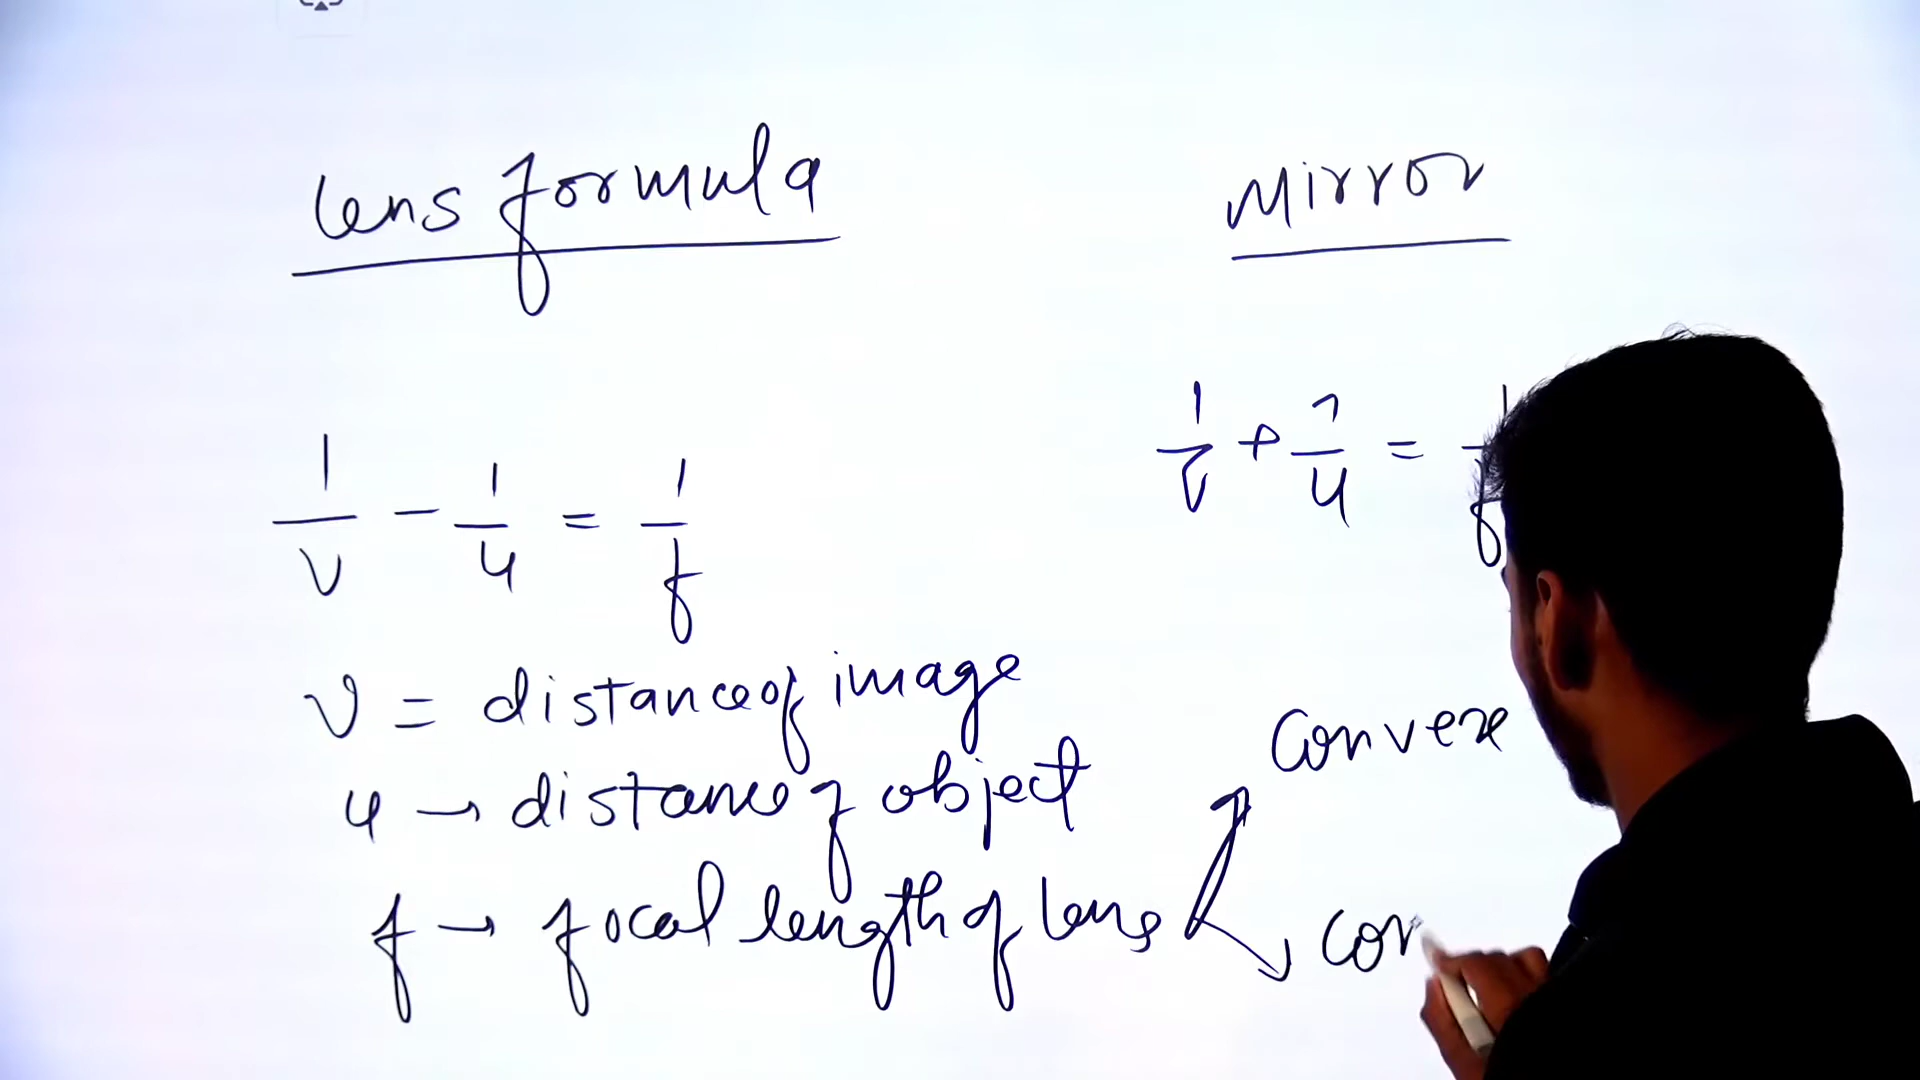 lens formula
Mirror
1/v - 1/u = 1/f
1/v + 1/u = 1/f
v = distance of image
u → distance of object
f → focal length of lens
Convex
Con